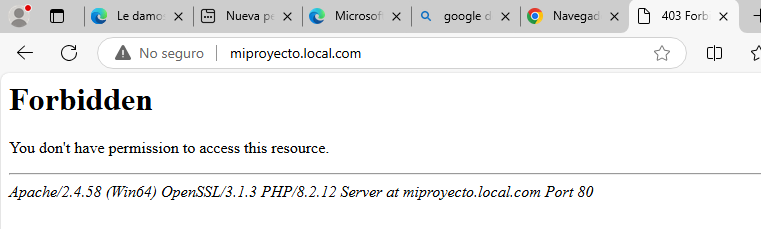 Le damo
Nueva pe
Microsof
google d
Navegad
403 Forb
No seguro
miproyecto.local.com
Forbidden
You don't have permission to access this resource.
Apache/2.4.58 (Win64) OpenSSL/3.1.3 PHP/8.2.12 Server at miproyecto.local.com Port 80